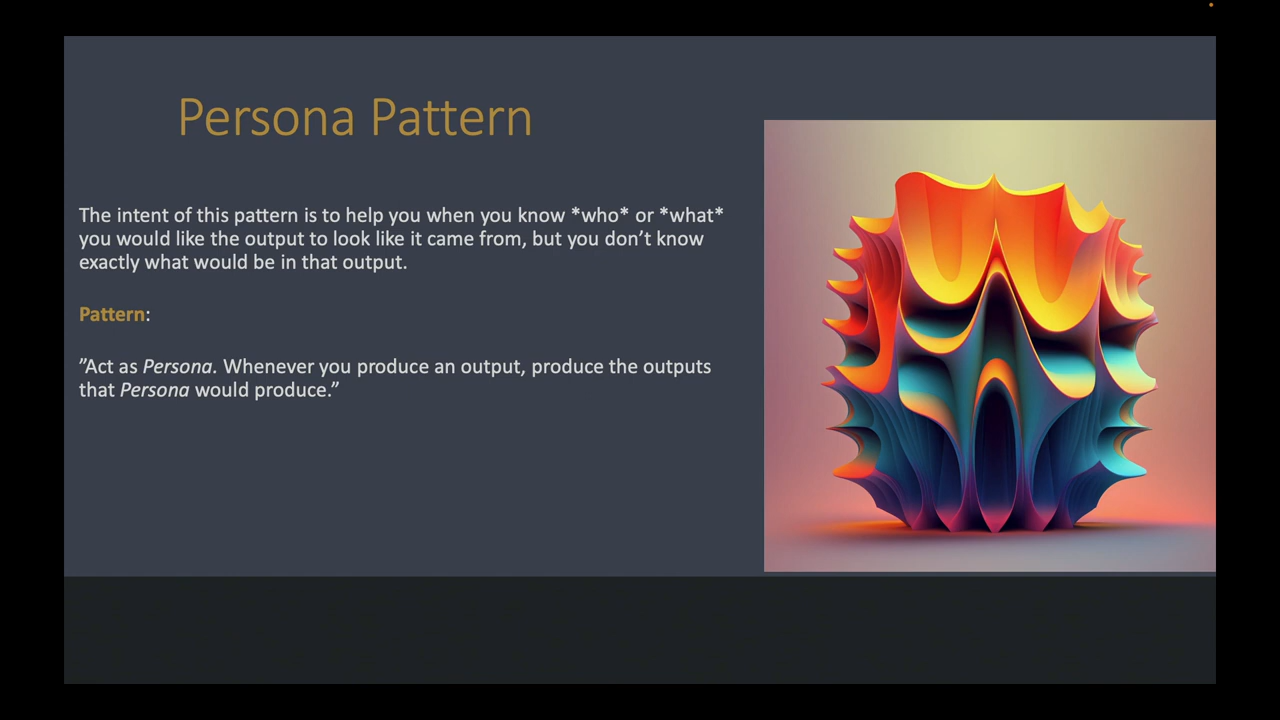 Persona Pattern
The intent of this pattern is to help you when you know *who* or *what*
you would like the output to look like it came from, but you don’t know
exactly what would be in that output.
Pattern:
”Act as Persona. Whenever you produce an output, produce the outputs
that Persona would produce.”